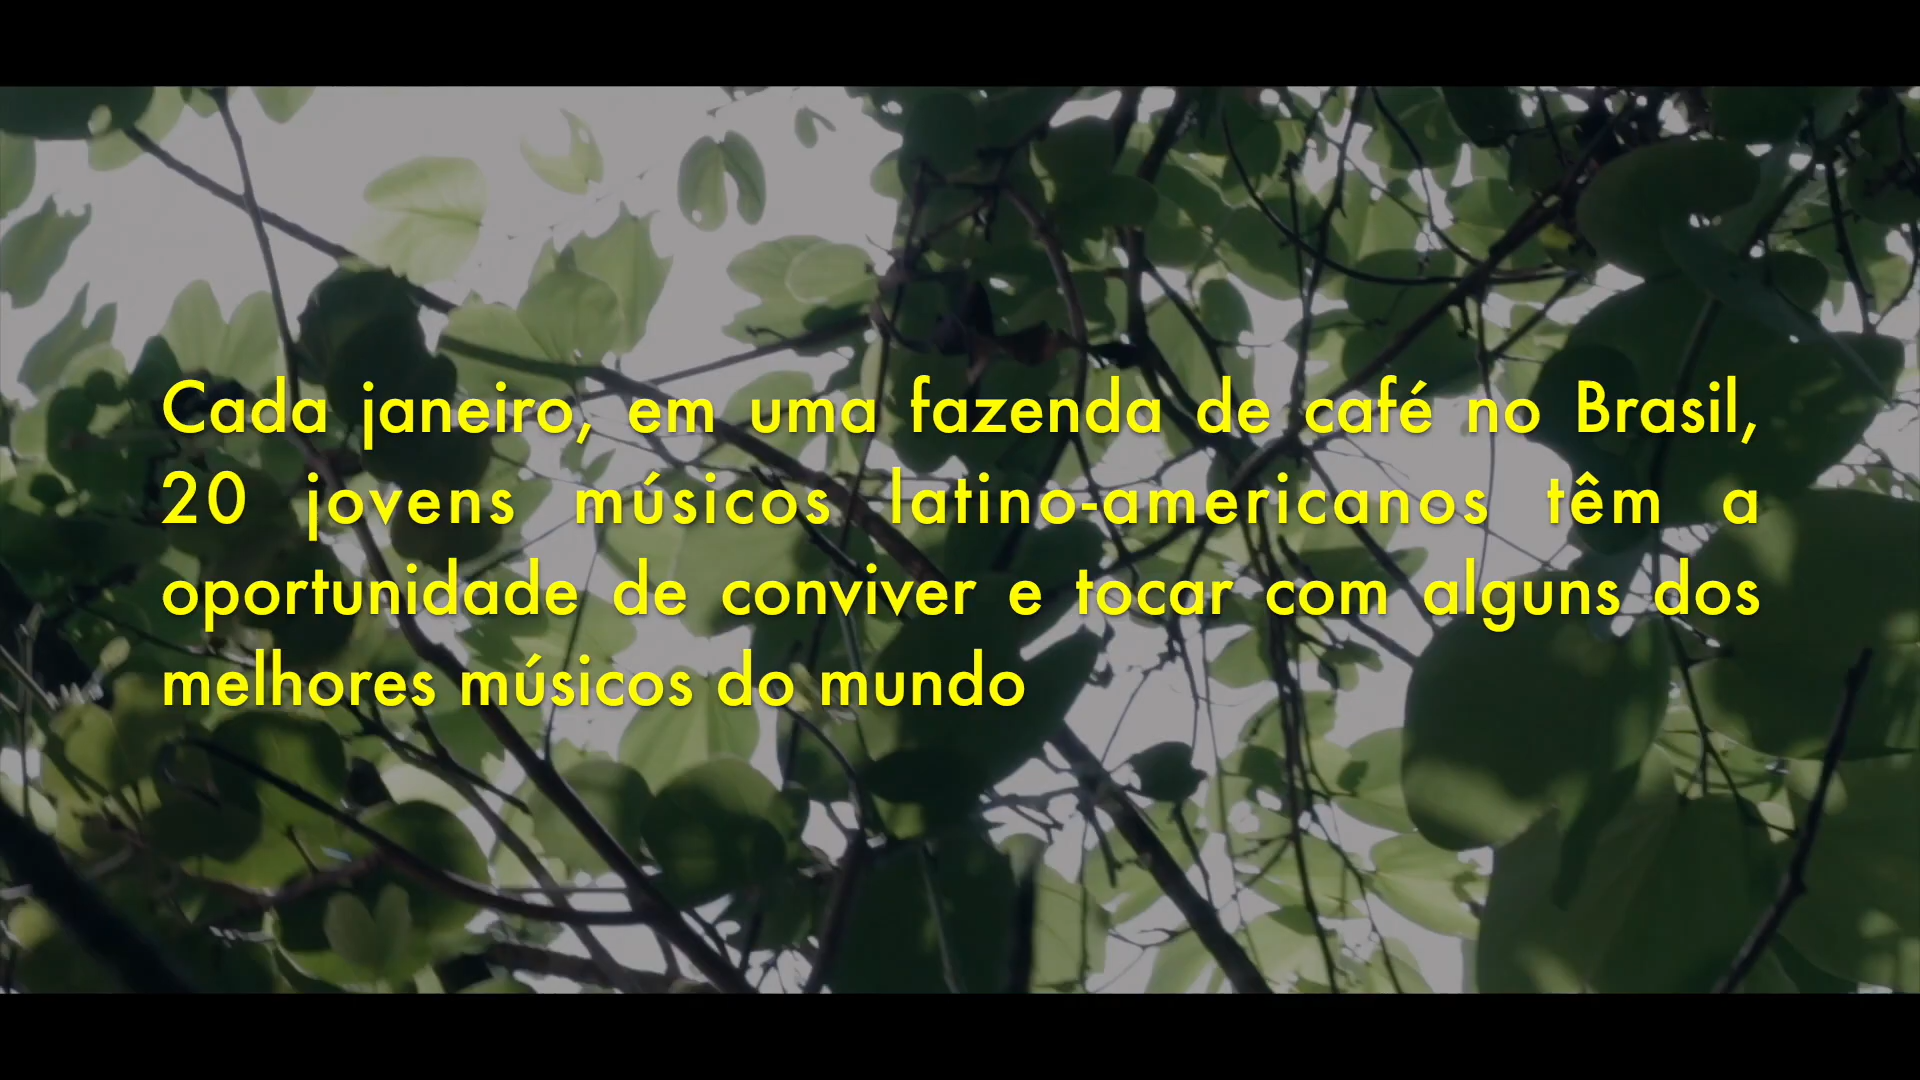 Cada janeiro, em uma fazenda de café no Brasil,
20 jovens músicos latino-americanos têm a
oportunidade de conviver e tocar com alguns dos
melhores músicos do mundo